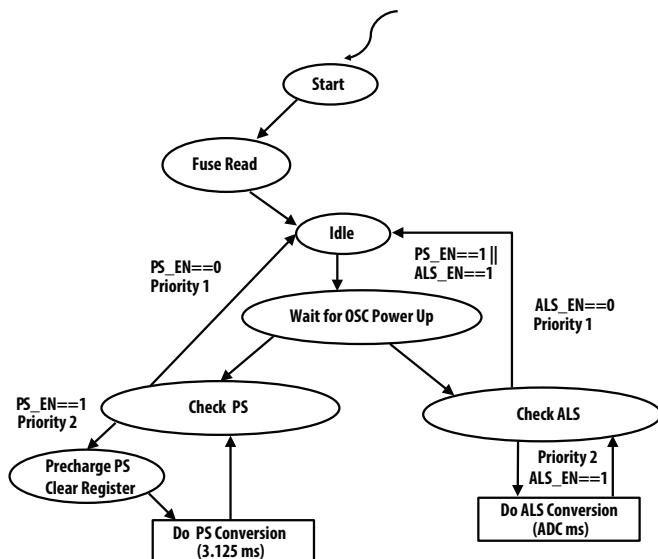 Start
Fuse Read
Idle
PS_EN==0
Priority 1
PS_EN==1 ||
ALS_EN==1
Wait for OSC Power Up
ALS_EN==0
Priority 1
PS_EN==1
Priority 2
Check PS
Check ALS
Precharge PS
Clear Register
Priority 2
ALS_EN==1
Do PS Conversion
(3.125 ms)
Do ALS Conversion
(ADC ms)